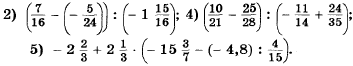 2) (7/16 − (− 5/24)) : (− 1 15/16); 4) (10/21 − 25/28) : (− 11/14 + 24/35);
5) − 2 2/3 + 2 1/3 · (− 15 3/7 − (− 4,8) : 4/15).